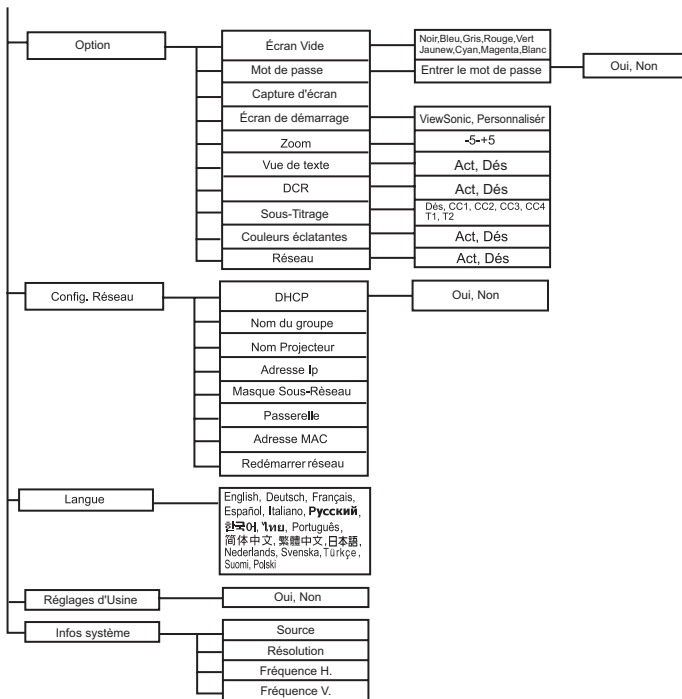 Option
Écran Vide
Noir,Bleu,Gris,Rouge,Vert
Jaunew,Cyan,Magenta,Blanc
Mot de passe
Entrer le mot de passe
Oui, Non
Capture d'écran
Écran de démarrage
ViewSonic, Personnalisér
Zoom
-5-+5
Vue de texte
Act, Dés
DCR
Act, Dés
Sous-Titrage
Dés, CC1, CC2, CC3, CC4
T1, T2
Couleurs éclatantes
Act, Dés
Réseau
Act, Dés
Config. Réseau
DHCP
Oui, Non
Nom du groupe
Nom Projecteur
Adresse Ip
Masque Sous-Rèseau
Passerelle
Adresse MAC
Redémarrer réseau
Langue
English, Deutsch, Français,
Español, Italiano, Русский,
한국어, ไทย, Português,
简体中文, 繁體中文, 日本語,
Nederlands, Svenska, Türkçe,
Suomi, Polski
Réglages d'Usine
Oui, Non
Infos système
Source
Résolution
Fréquence H.
Fréquence V.